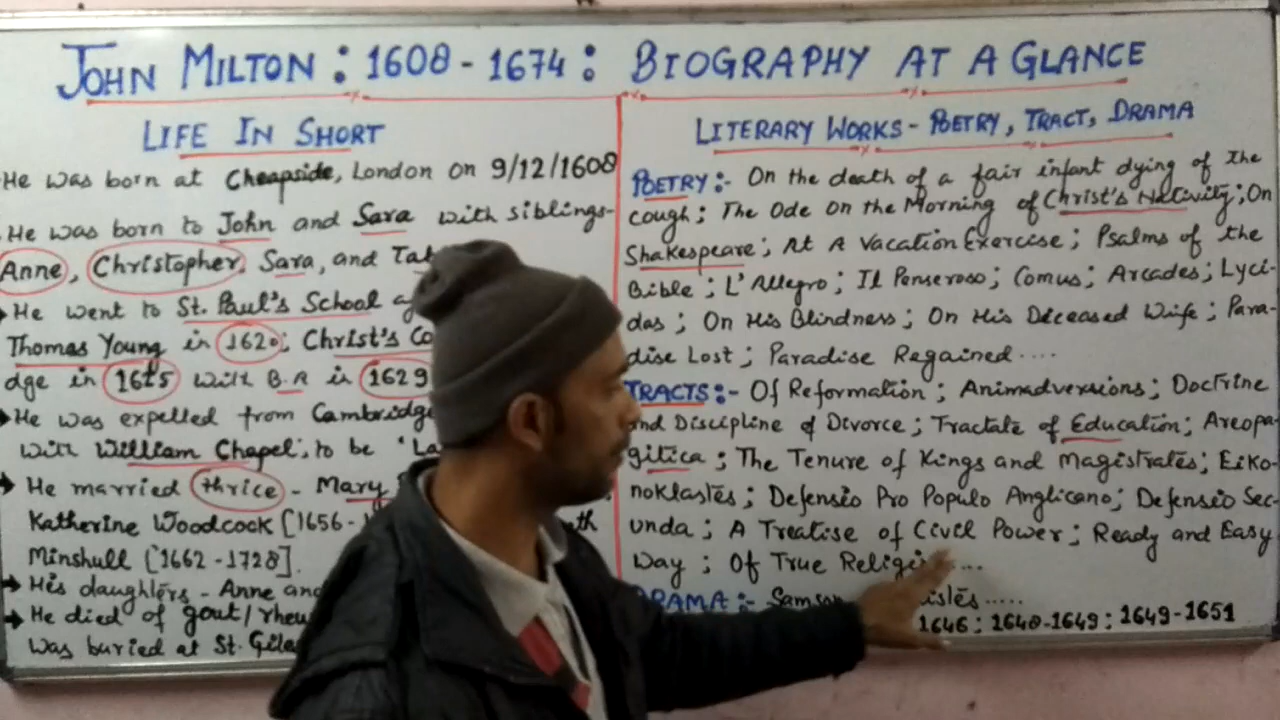 JOHN MILTON : 1608 - 1674 : BIOGRAPHY AT A GLANCE
LIFE IN SHORT
He was born at Cheapside, London on 9/12/1608
He was born to John and Sara with siblings-
Anne, Christopher, Sara, and
He went to St. Paul's School
Thomas Young in 1620; Christ's
dge in 1625 with B.A in 1629
He was expelled from Cambridge
with William Chapel; to be
He married thrice - Mary
Katherine Woodcock [1656-
Minshull [1662-1728].
His daughters - Anne and
He died of gout/
was buried at St.
LITERARY WORKS - POETRY, TRACT, DRAMA
POETRY :- On the death of a fair infant dying of the
cough; The Ode on the Morning of Christ's Nativity; On
Shakespeare; At A Vacation Exercise; Psalms of the
Bible; L'Allegro; Il Penseroso; Comus; Arcades; Lyci-
das; On His Blindness; On His Deceased Wife; Para-
dise Lost; Paradise Regained....
TRACTS :- Of Reformation; Animadversions; Doctrine
and Discipline of Divorce; Tractate of Education; Areopa-
gitica; The Tenure of Kings and Magistrates; Eiko-
noklastes; Defensio Pro Populo Anglicano; Defensio Sec-
unda; A Treatise of Civil Power; Ready and Easy
Way; Of True
DRAMA :-
1646; 1648-1649; 1649-1651